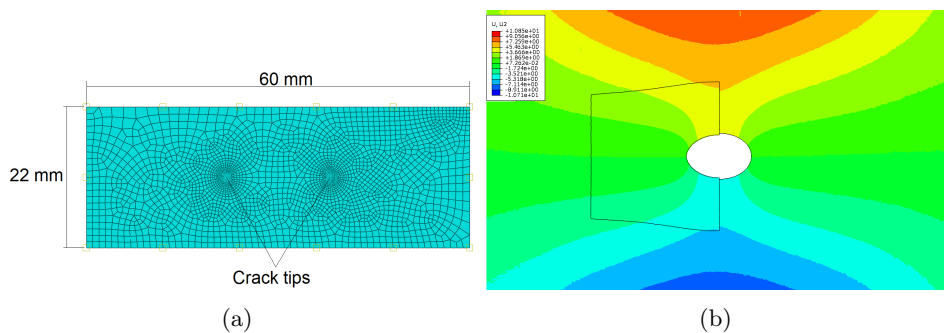 60 mm
22 mm
Crack tips
U, U2
+1.085e+01
+9.056e+00
+7.259e+00
+5.463e+00
+3.666e+00
+1.869e+00
+7.262e-02
-1.724e+00
-3.521e+00
-5.318e+00
-7.114e+00
-8.911e+00
-1.071e+01
(a)
(b)